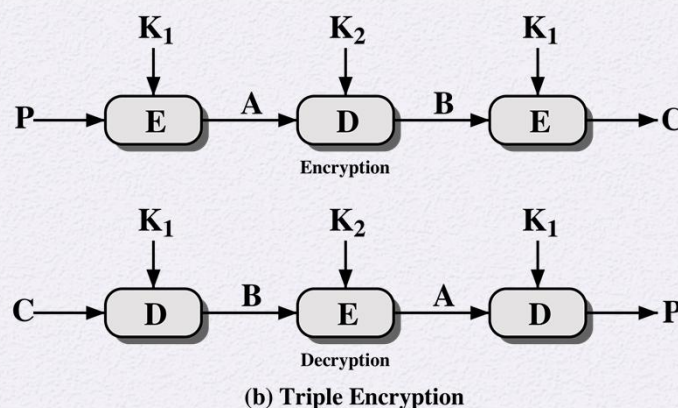 K₁ K₂ K₁
P E A D B E C
Encryption
K₁ K₂ K₁
C D B E A D P
Decryption
(b) Triple Encryption